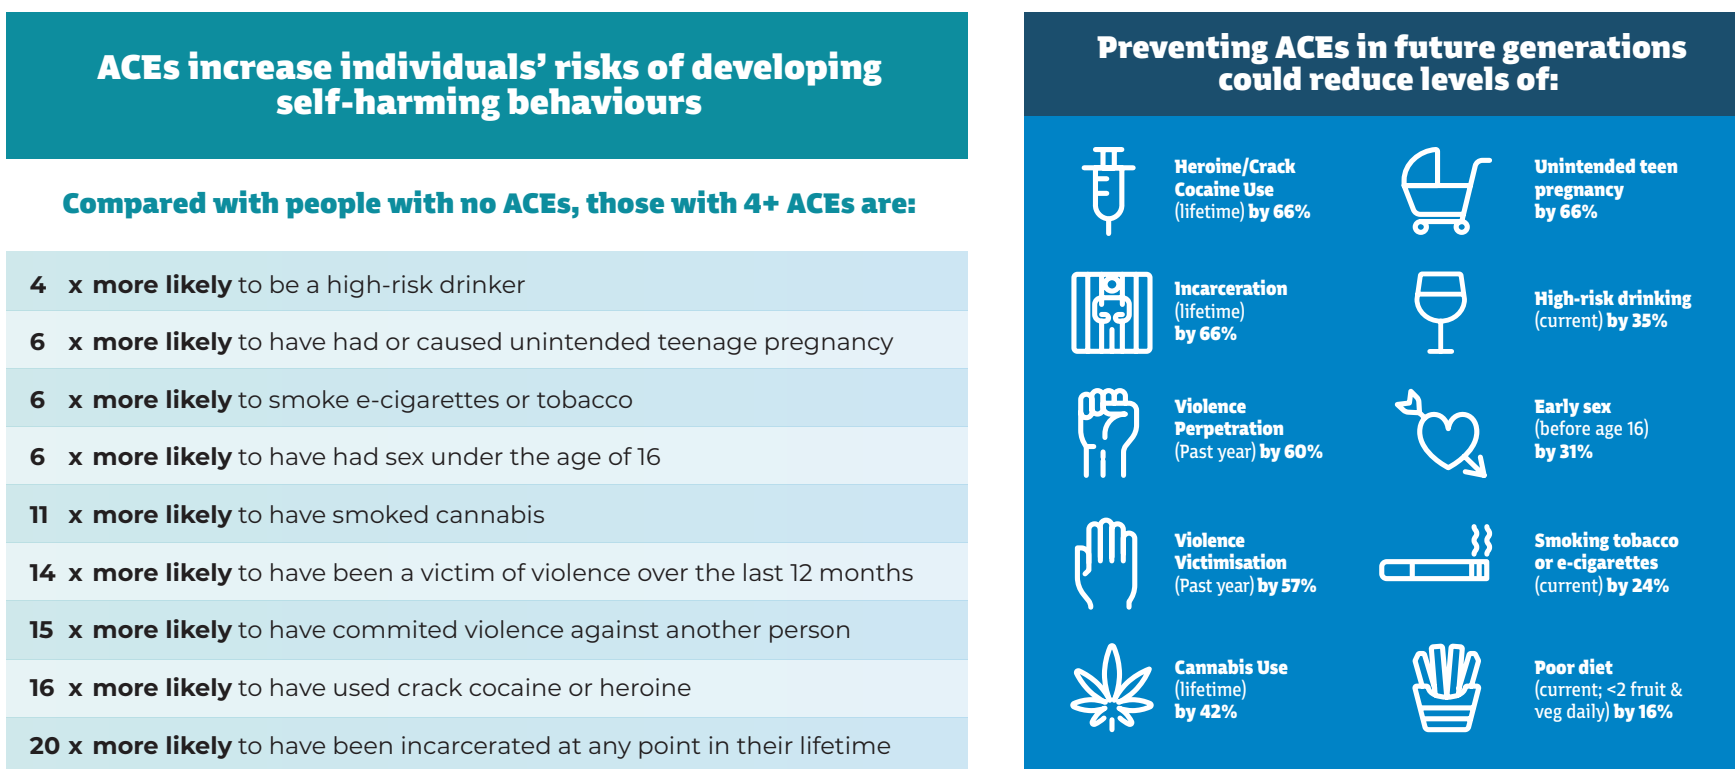 ACEs increase individuals’ risks of developing
self-harming behaviours
Compared with people with no ACEs, those with 4+ ACEs are:
4 x more likely to be a high-risk drinker
6 x more likely to have had or caused unintended teenage pregnancy
6 x more likely to smoke e-cigarettes or tobacco
6 x more likely to have had sex under the age of 16
11 x more likely to have smoked cannabis
14 x more likely to have been a victim of violence over the last 12 months
15 x more likely to have commited violence against another person
16 x more likely to have used crack cocaine or heroine
20 x more likely to have been incarcerated at any point in their lifetime
Preventing ACEs in future generations
could reduce levels of:
Heroine/Crack
Cocaine Use
(lifetime) by 66%
Unintended teen
pregnancy
by 66%
Incarceration
(lifetime)
by 66%
High-risk drinking
(current) by 35%
Violence
Perpetration
(Past year) by 60%
Early sex
(before age 16)
by 31%
Violence
Victimisation
(Past year) by 57%
Smoking tobacco
or e-cigarettes
(current) by 24%
Cannabis Use
(lifetime)
by 42%
Poor diet
(current; <2 fruit &
veg daily) by 16%